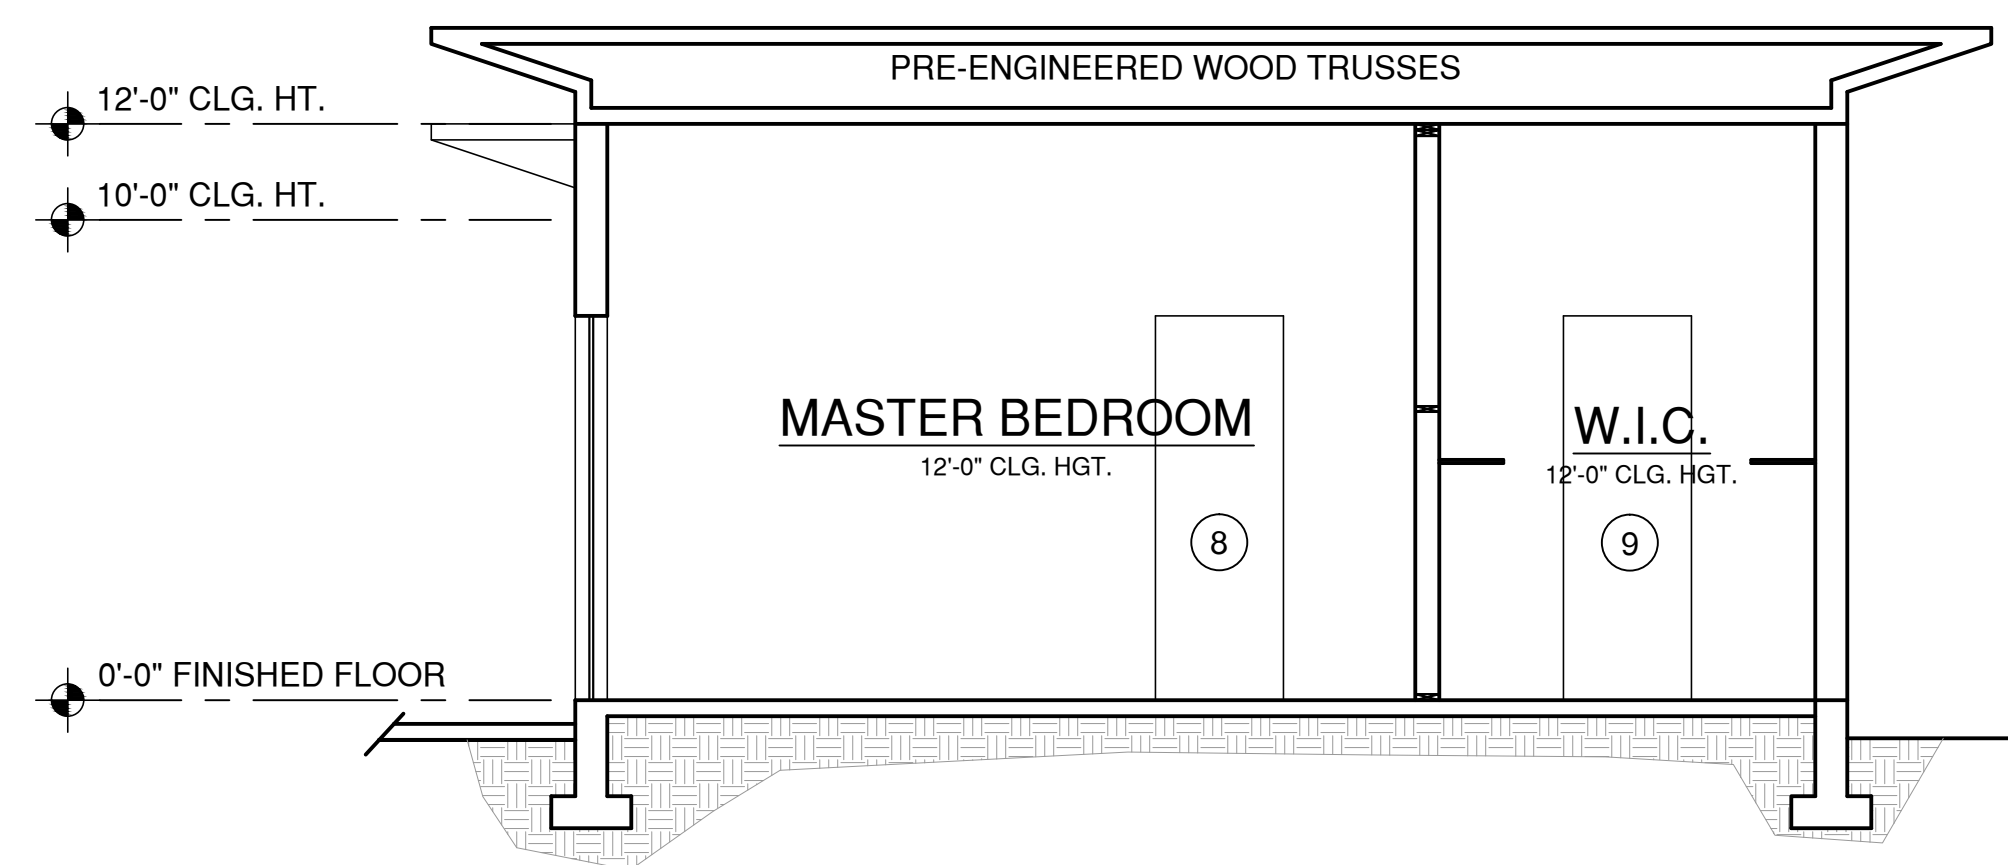 PRE-ENGINEERED WOOD TRUSSES
12'-0" CLG. HT.
10'-0" CLG. HT.
MASTER BEDROOM
12'-0" CLG. HGT.
W.I.C.
12'-0" CLG. HGT.
8
9
0'-0" FINISHED FLOOR